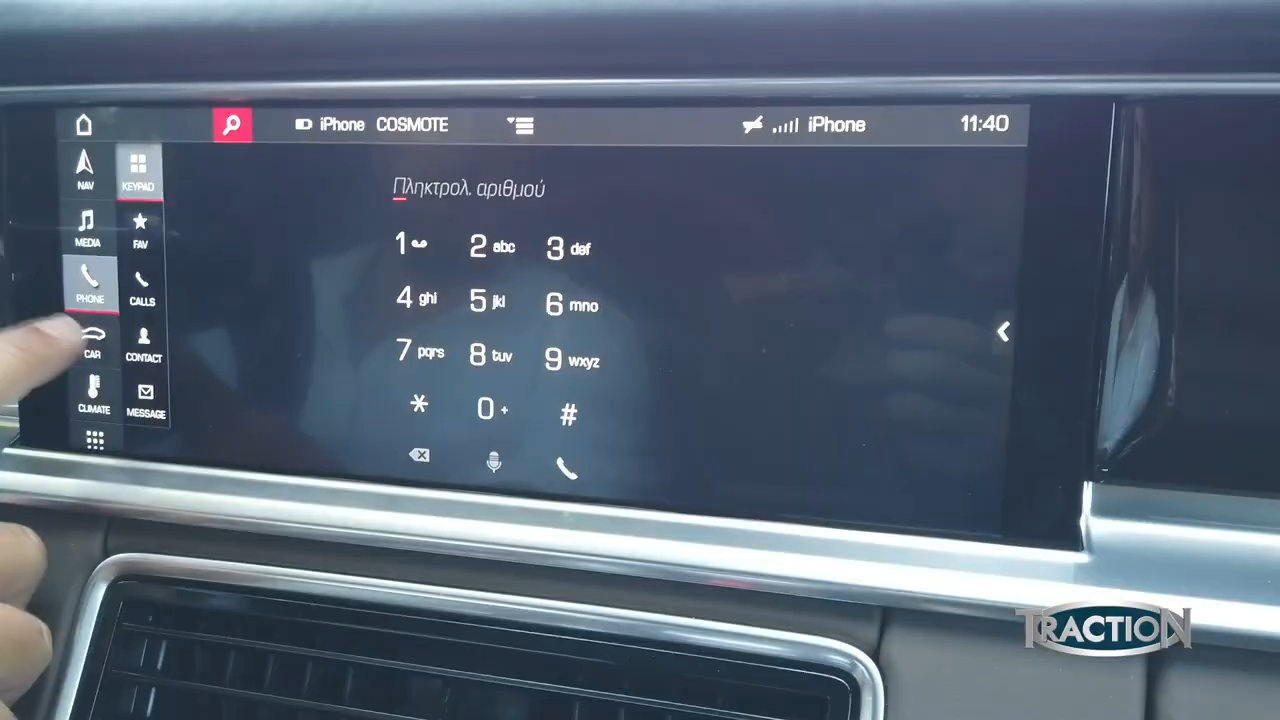 iPhone COSMOTE
iPhone
11:40
NAV
KEYPAD
Πληκτρολ. αριθμού
MEDIA
FAV
1
2 abc
3 def
PHONE
CALLS
4 ghi
5 jkl
6 mno
CAR
CONTACT
7 pqrs
8 tuv
9 wxyz
CLIMATE
MESSAGE
*
0 +
#
TRACTION